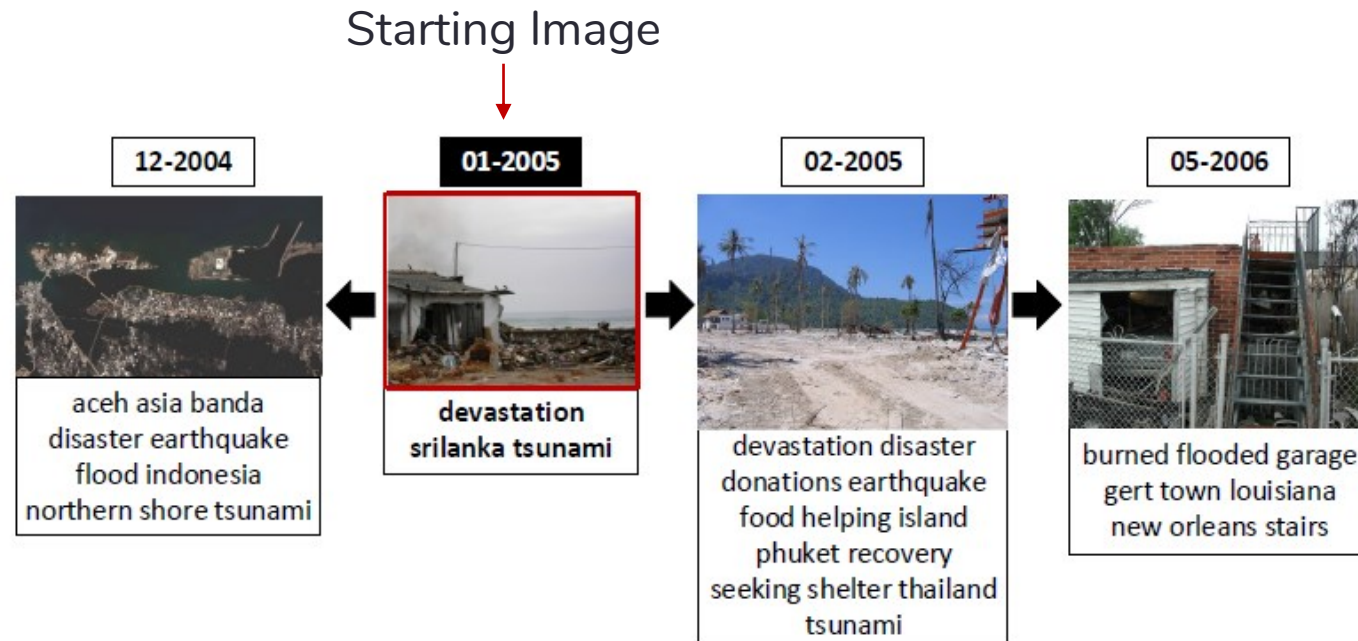 Starting Image
12-2004
01-2005
02-2005
05-2006
aceh asia banda
disaster earthquake
flood indonesia
northern shore tsunami
devastation
srilanka tsunami
devastation disaster
donations earthquake
food helping island
phuket recovery
seeking shelter thailand
tsunami
burned flooded garage
gert town louisiana
new orleans stairs